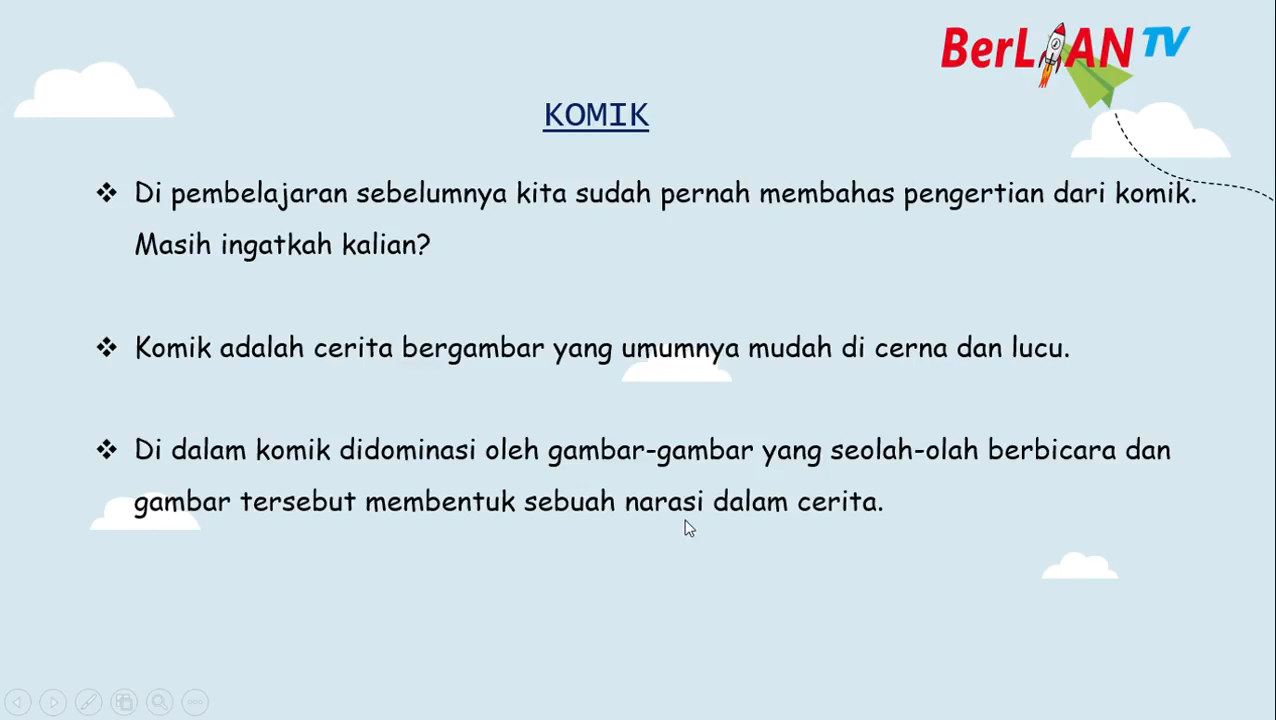 BerLIAN TV
KOMIK
❖ Di pembelajaran sebelumnya kita sudah pernah membahas pengertian dari komik.
Masih ingatkah kalian?
❖ Komik adalah cerita bergambar yang umumnya mudah di cerna dan lucu.
❖ Di dalam komik didominasi oleh gambar-gambar yang seolah-olah berbicara dan
gambar tersebut membentuk sebuah narasi dalam cerita.